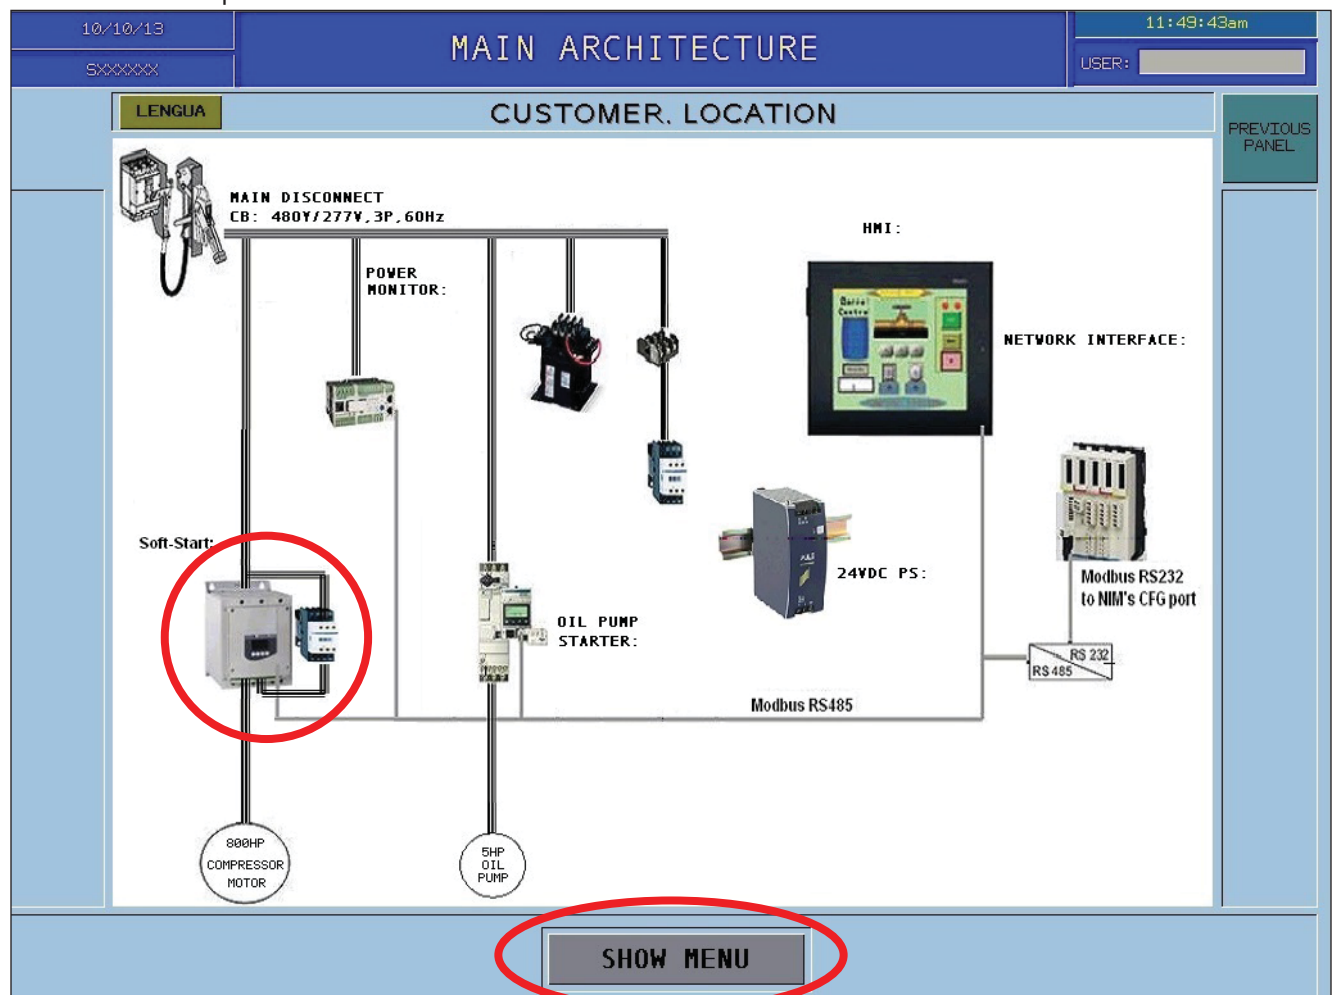 10/10/13
SXXXXXX
MAIN ARCHITECTURE
11:49:43am
USER:
LENGUA
CUSTOMER. LOCATION
PREVIOUS
PANEL
MAIN DISCONNECT
CB: 480V/277V,3P,60Hz
POWER
MONITOR:
HMI:
NETWORK INTERFACE:
Soft-Start:
24VDC PS:
OIL PUMP
STARTER:
Modbus RS232
to NIM's CFG port
RS 232
RS 485
Modbus RS485
800HP
COMPRESSOR
MOTOR
5HP
OIL
PUMP
SHOW MENU